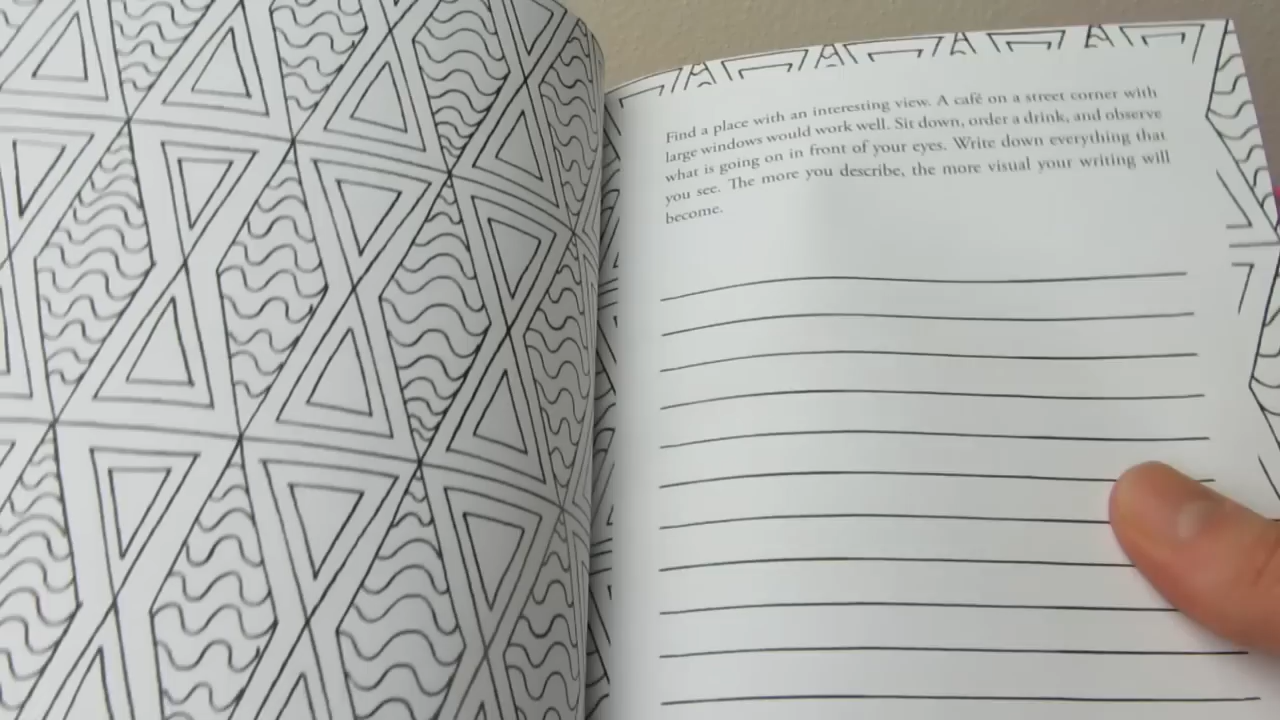 Find a place with an interesting view. A café on a street corner with
large windows would work well. Sit down, order a drink, and observe
what is going on in front of your eyes. Write down everything that
you see. The more you describe, the more visual your writing will
become.